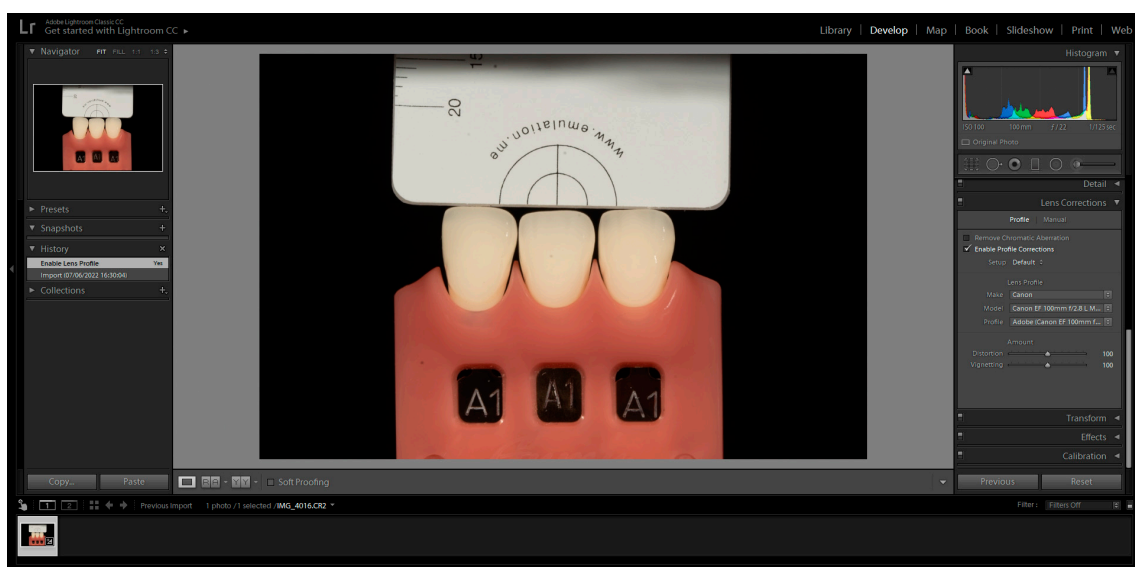 Lr
Adobe Lightroom Classic CC
Get started with Lightroom CC
Library | Develop | Map | Book | Slideshow | Print | Web
Navigator FIT FILL 1:1 1:3
Histogram
ISO 100 100 mm f / 22 1/125 sec
Original Photo
15
20
www.emulation.me
A1 A1 A1
A1 A1 A1
Presets
Snapshots
History
Enable Lens Profile Yes
Import (07/06/2022 16:30:04)
Collections
Detail
Lens Corrections
Profile Manual
Remove Chromatic Aberration
Enable Profile Corrections
Setup Default
Lens Profile
Make Canon
Model Canon EF 100mm f/2.8 L M...
Profile Adobe (Canon EF 100mm f...
Amount
Distortion 100
Vignetting 100
Transform
Effects
Calibration
Copy... Paste
Soft Proofing
Previous Reset
1 2 Previous Import 1 photo /1 selected /IMG_4016.CR2
Filter : Filters Off